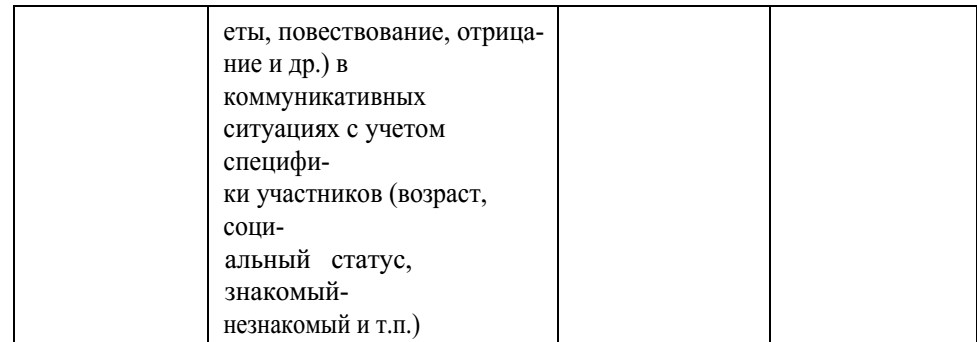 еты, повествование, отрица-
ние и др.) в
коммуникативных
ситуациях с учетом
специфи-
ки участников (возраст,
соци-
альный статус,
знакомый-
незнакомый и т.п.)